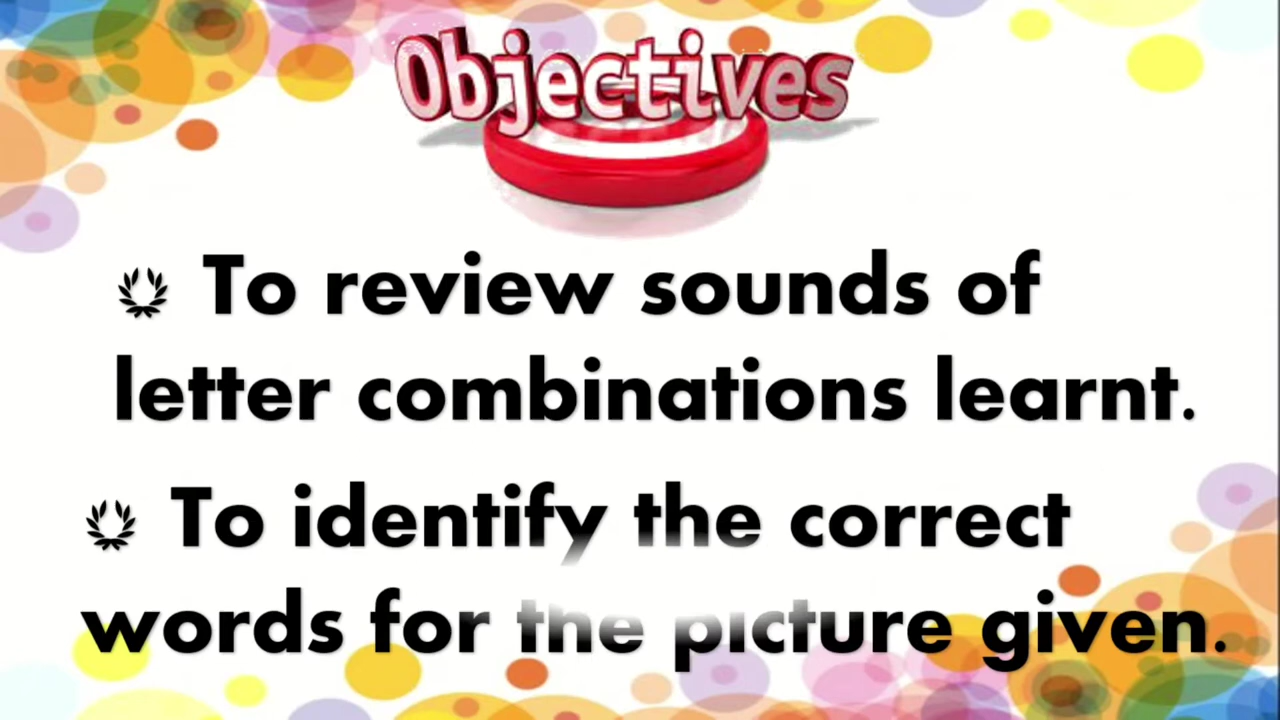 Objectives
To review sounds of
letter combinations learnt.
To identify the correct
words for the picture given.